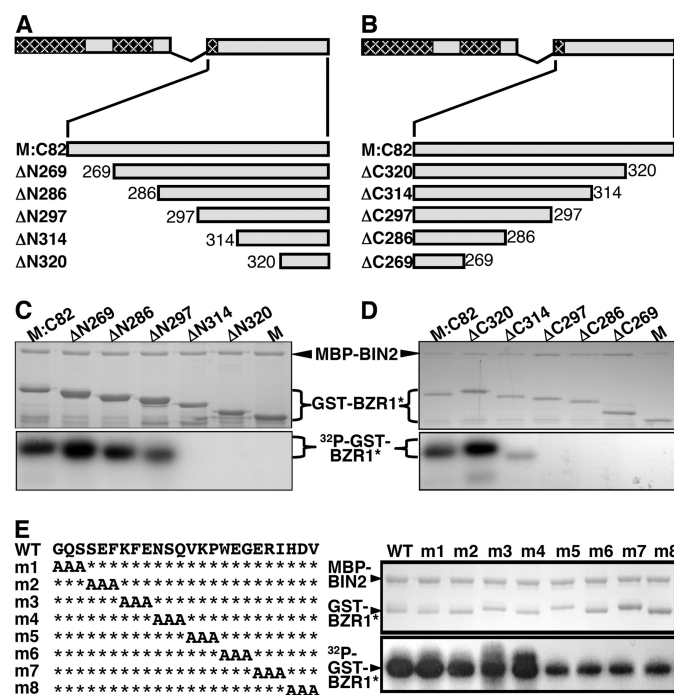 A B
M:C82 M:C82
ΔN269 269 ΔC320 320
ΔN286 286 ΔC314 314
ΔN297 297 ΔC297 297
ΔN314 314 ΔC286 286
ΔN320 320 ΔC269 269
C D
M:C82 ΔN269 ΔN286 ΔN297 ΔN314 ΔN320 M M:C82 ΔC320 ΔC314 ΔC297 ΔC286 ΔC269 M
MBP-BIN2
GST-BZR1*
32P-GST-
BZR1*
E
WT GQSSSEFKFENSQVKPWEGERIHDV
m1 AAA**********************
m2 ***AAA*******************
m3 ******AAA****************
m4 *********AAA*************
m5 ************AAA**********
m6 ***************AAA*******
m7 ******************AAA****
m8 *********************AAA
WT m1 m2 m3 m4 m5 m6 m7 m8
MBP-
BIN2
GST-
BZR1*
32P-
GST-
BZR1*